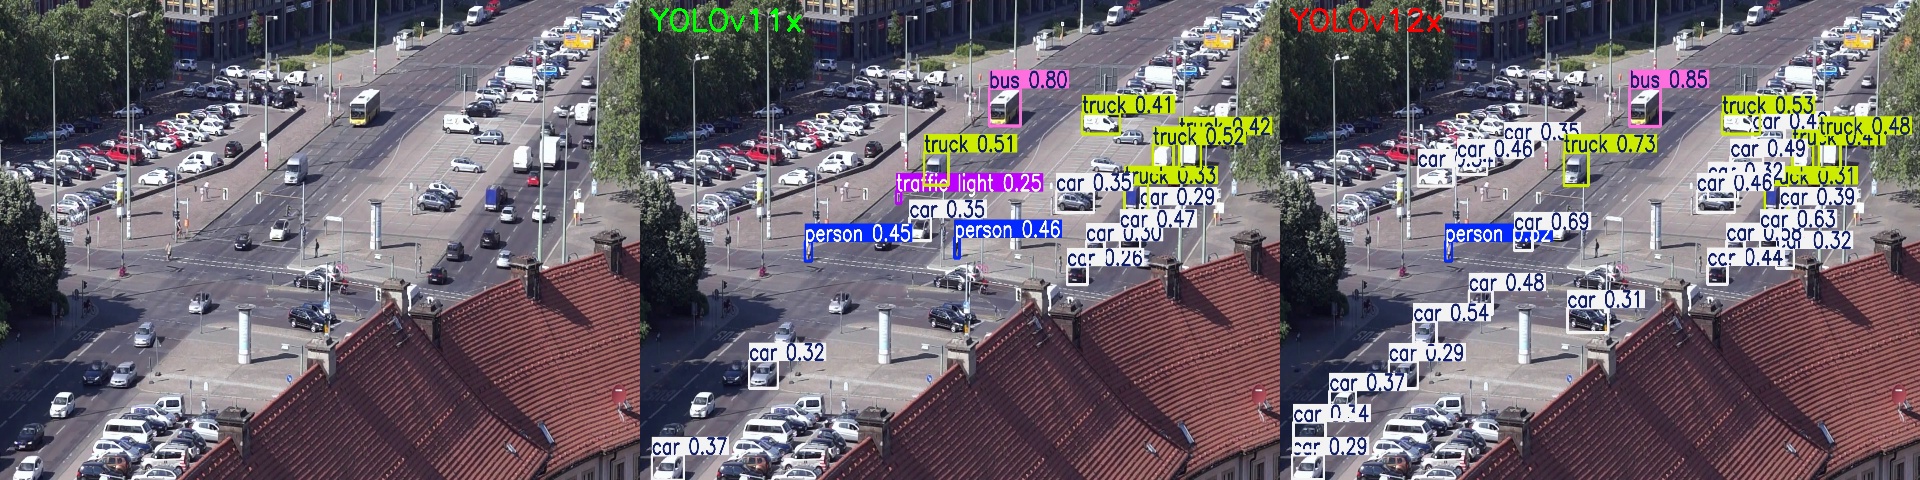 YOLOv11x
bus 0.80
truck 0.41
truck 0.52
truck 0.51
traffic light 0.25
car 0.35
truck 0.33
car 0.29
car 0.35
car 0.47
person 0.45
person 0.46
car 0.26
car 0.32
car 0.37
YOLOv12x
bus 0.85
truck 0.53
truck 0.48
car 0.35
car 0.46
truck 0.73
car 0.49
car
car 0.46
car 0.39
car 0.69
car 0.63
person
car 0.32
car 0.44
car 0.48
car 0.31
car 0.54
car 0.29
car 0.37
car
car 0.29